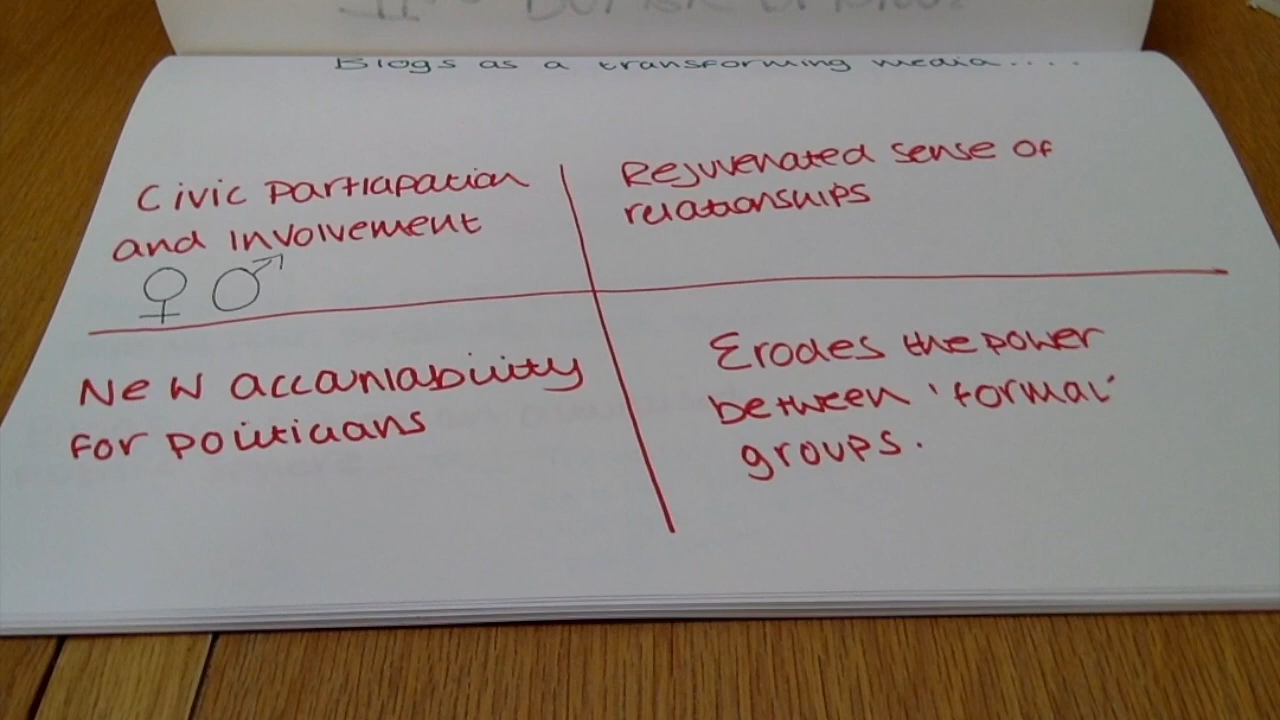 Blogs as a transforming media....
Civic Partiapation
and involvement
Rejuvenated sense of
relationships
New accountability
for politicians
Erodes the power
between 'formal'
groups.